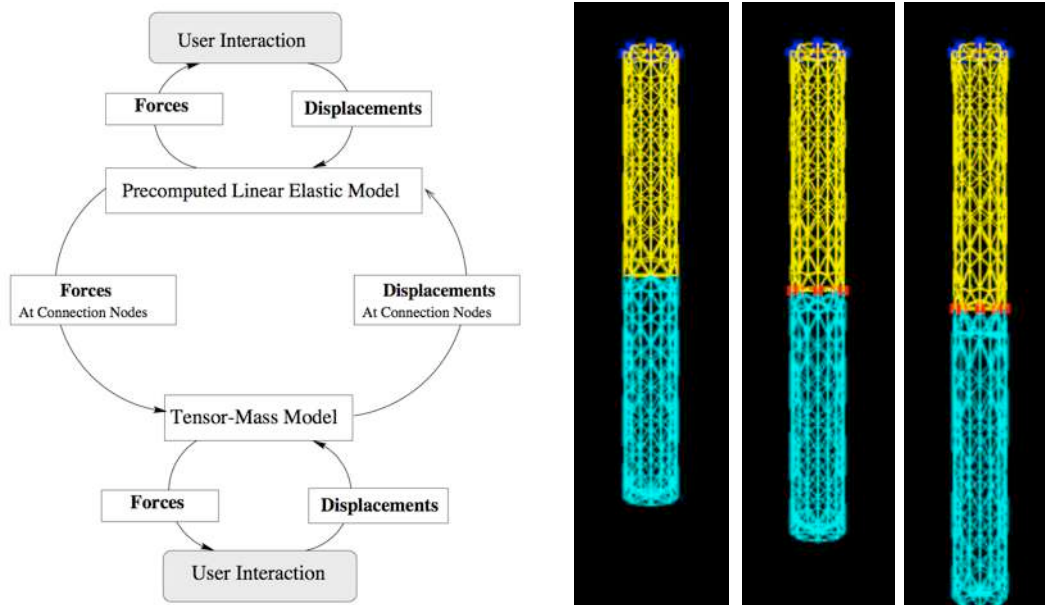 User Interaction
Forces
Displacements
Precomputed Linear Elastic Model
Forces
At Connection Nodes
Displacements
At Connection Nodes
Tensor-Mass Model
Forces
Displacements
User Interaction